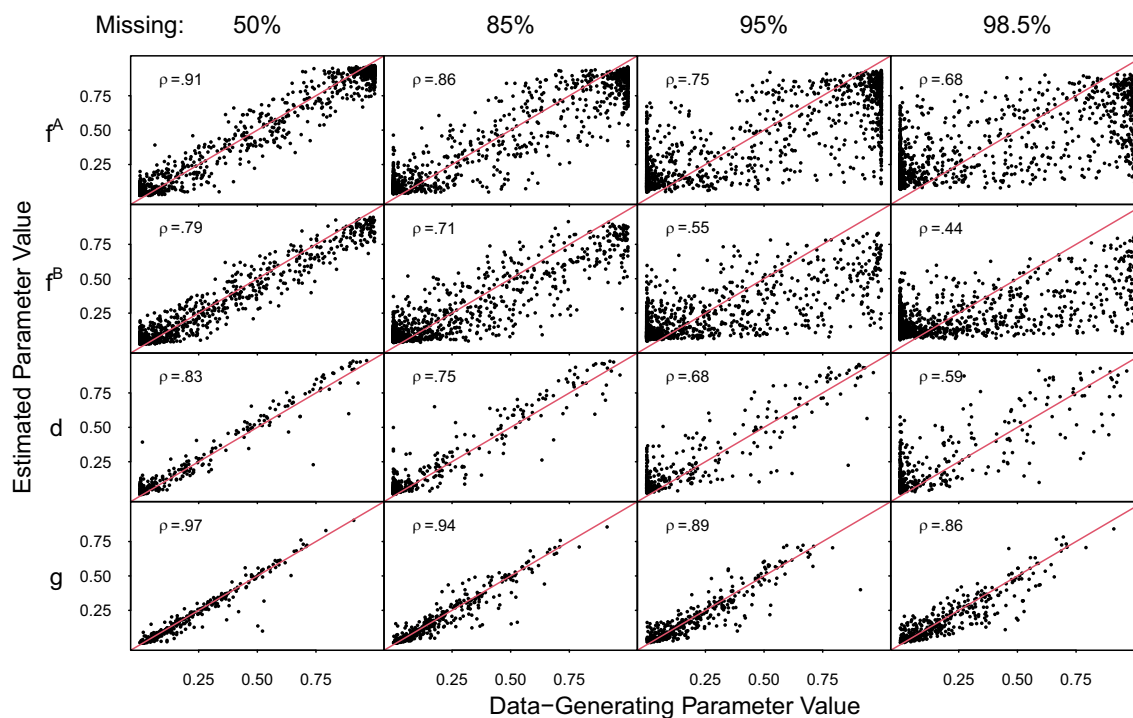 Missing: 50% 85% 95% 98.5%
Estimated Parameter Value
f^A
0.75
0.50
0.25
ρ =.91
ρ =.86
ρ =.75
ρ =.68
f^B
0.75
0.50
0.25
ρ =.79
ρ =.71
ρ =.55
ρ =.44
d
0.75
0.50
0.25
ρ =.83
ρ =.75
ρ =.68
ρ =.59
g
0.75
0.50
0.25
ρ =.97
ρ =.94
ρ =.89
ρ =.86
0.25 0.50 0.75 0.25 0.50 0.75 0.25 0.50 0.75 0.25 0.50 0.75
Data−Generating Parameter Value